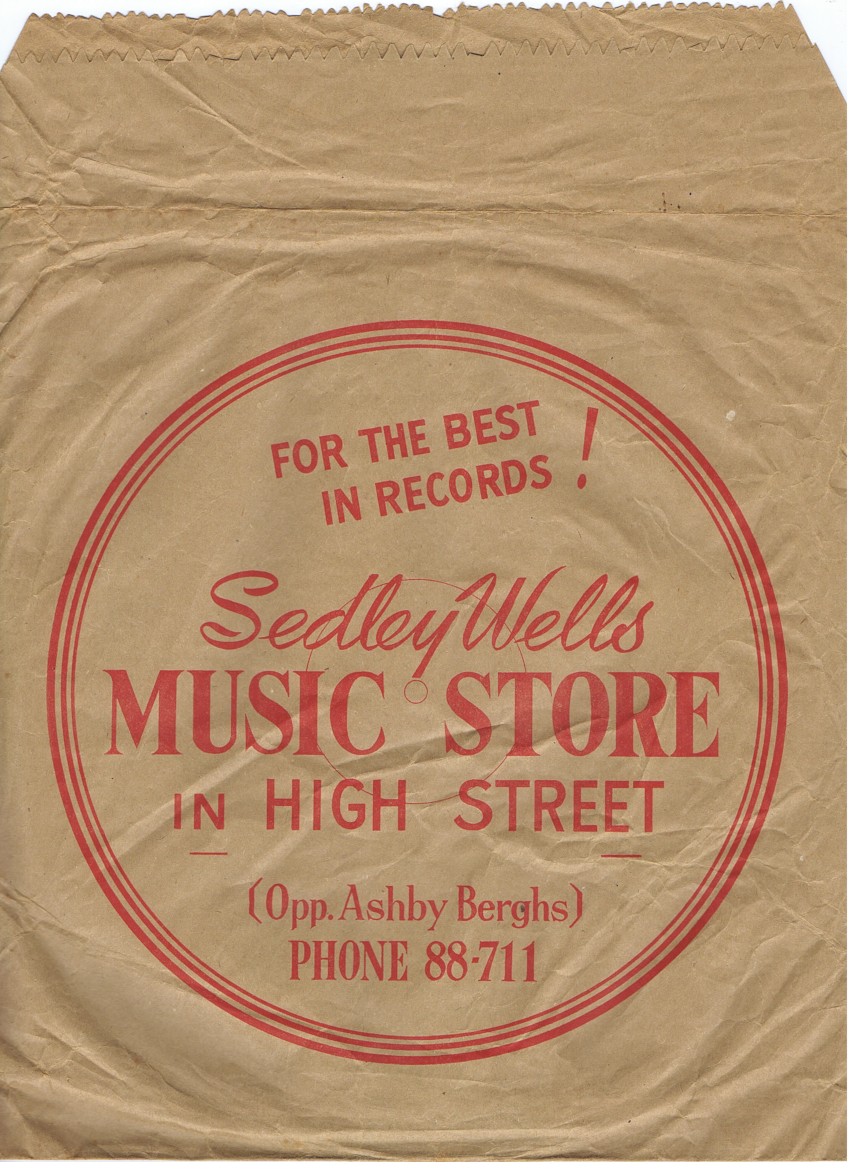 FOR THE BEST
IN RECORDS !
Sedley Wells
MUSIC STORE
IN HIGH STREET
(Opp. Ashby Berghs)
PHONE 88-711